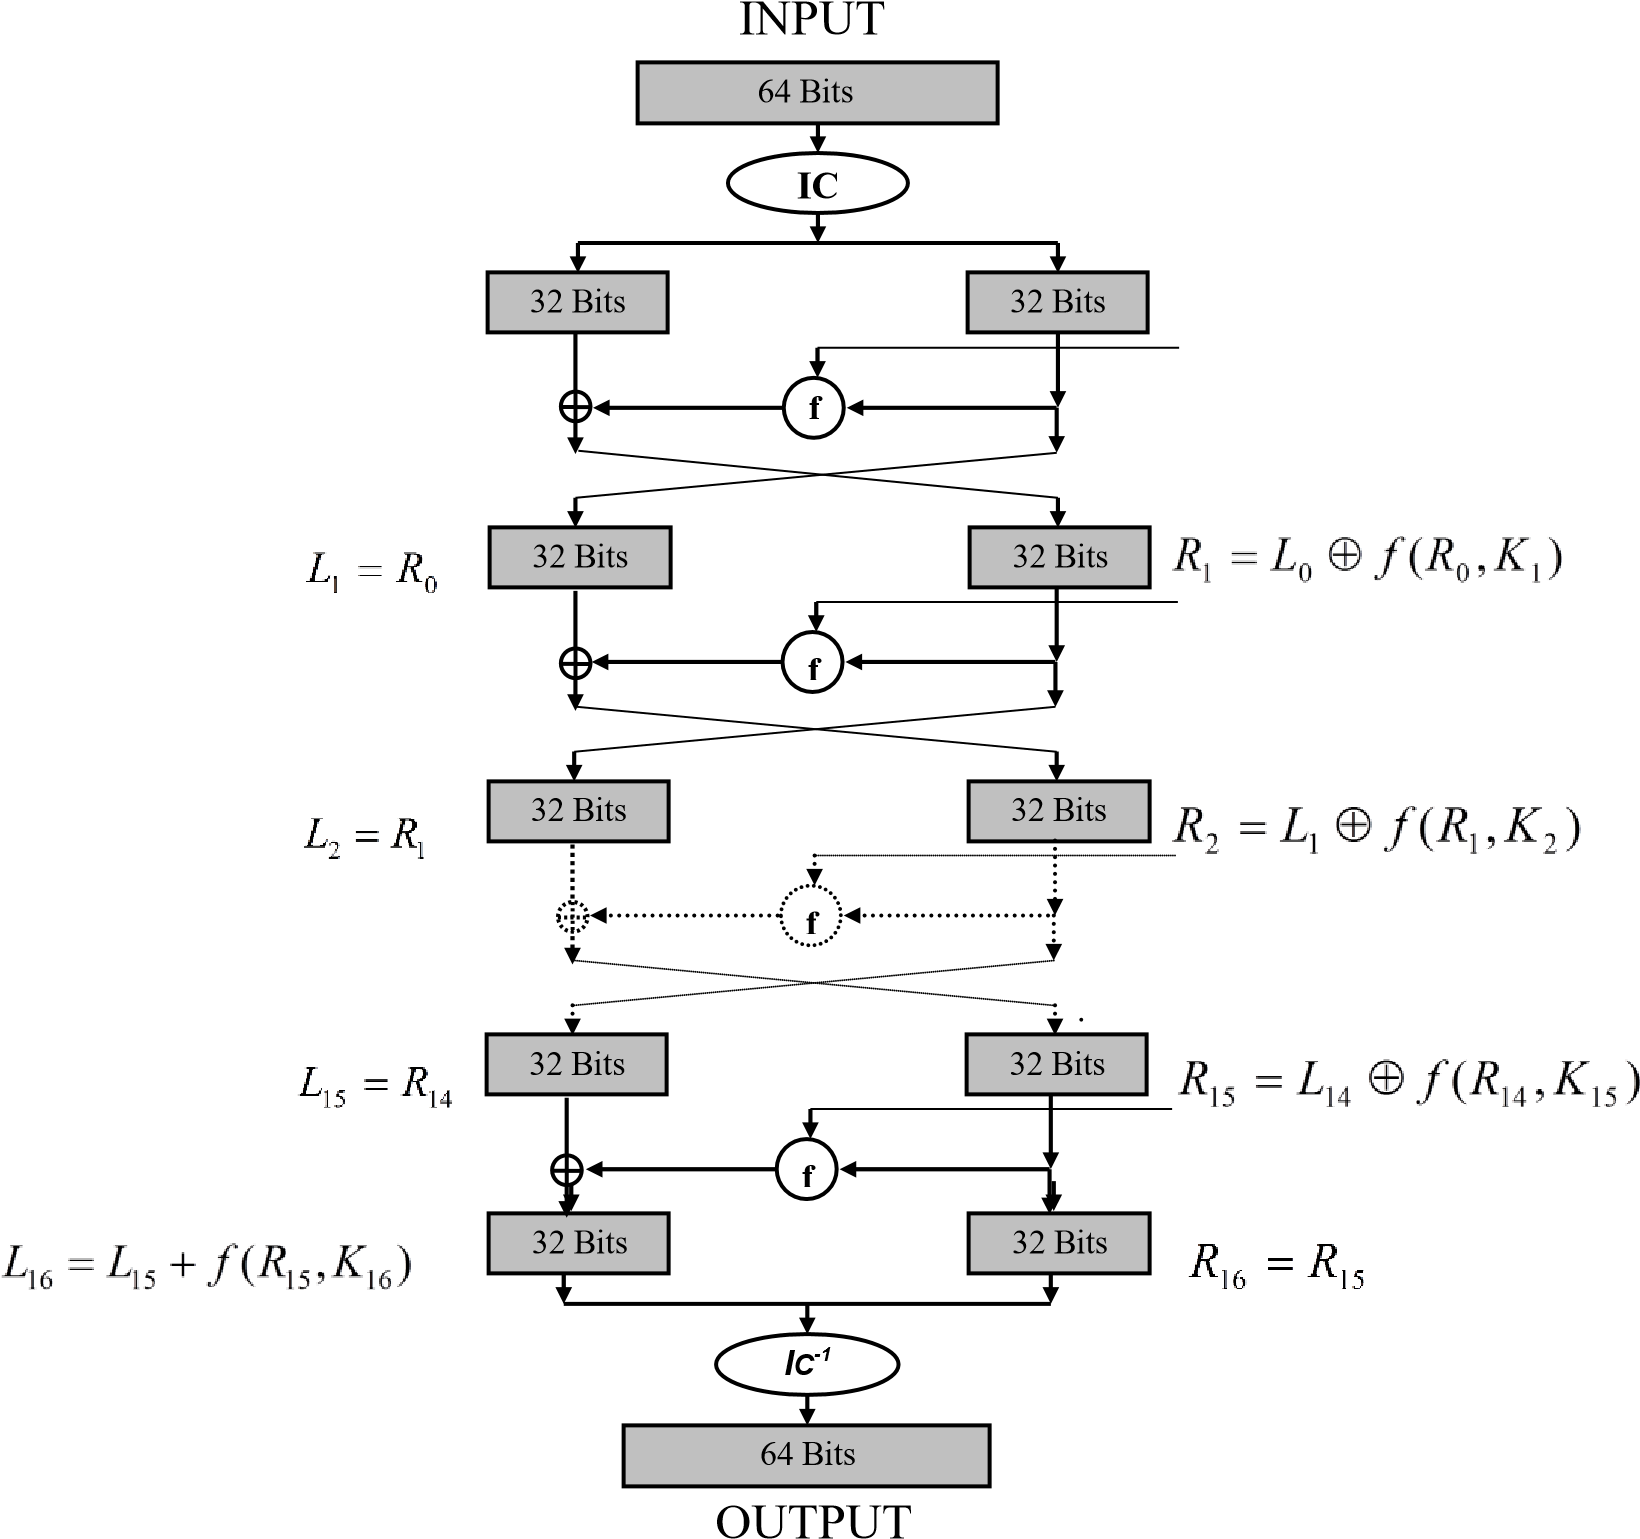 INPUT
64 Bits
IC
32 Bits 32 Bits
f
L₁ = R₀ 32 Bits 32 Bits R₁ = L₀ ⊕ f(R₀, K₁)
f
L₂ = R₁ 32 Bits 32 Bits R₂ = L₁ ⊕ f(R₁, K₂)
f
L₁₅ = R₁₄ 32 Bits 32 Bits R₁₅ = L₁₄ ⊕ f(R₁₄, K₁₅)
f
L₁₆ = L₁₅ + f(R₁₅, K₁₆) 32 Bits 32 Bits R₁₆ = R₁₅
IC⁻¹
64 Bits
OUTPUT